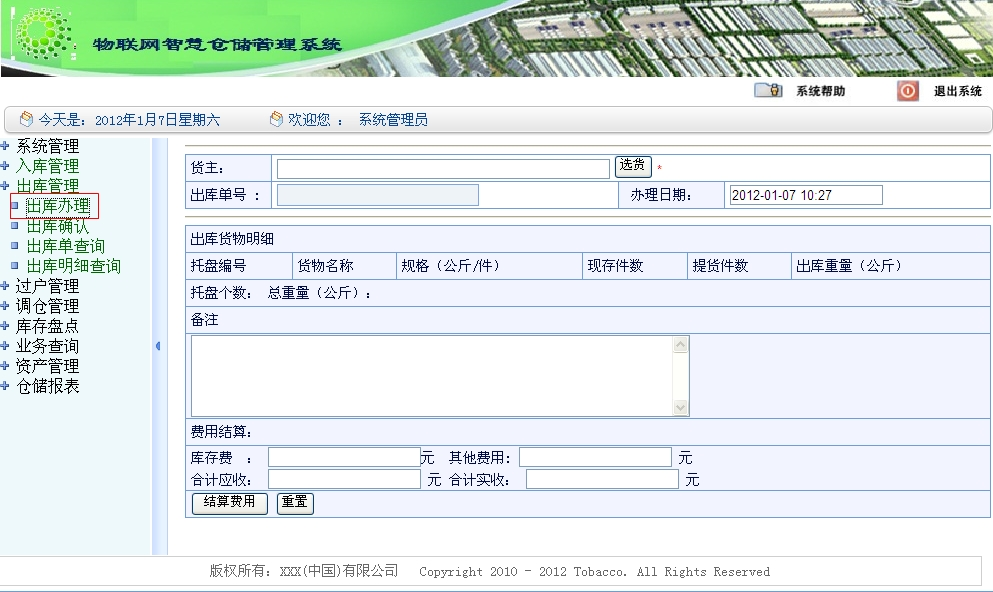 物联网智慧仓储管理系统
系统帮助 退出系统
今天是: 2012年1月7日星期六 欢迎您 : 系统管理员
系统管理
入库管理
出库管理
出库办理
出库确认
出库单查询
出库明细查询
过户管理
调仓管理
库存盘点
业务查询
资产管理
仓储报表
货主: 选货 *
出库单号 : 办理日期: 2012-01-07 10:27
出库货物明细
托盘编号 货物名称 规格（公斤/件） 现存件数 提货件数 出库重量（公斤）
托盘个数: 总重量（公斤）:
备注
费用结算:
库存费 : 元 其他费用: 元
合计应收: 元 合计实收: 元
结算费用 重置
版权所有: XXX(中国)有限公司 Copyright 2010 - 2012 Tobacco. All Rights Reserved